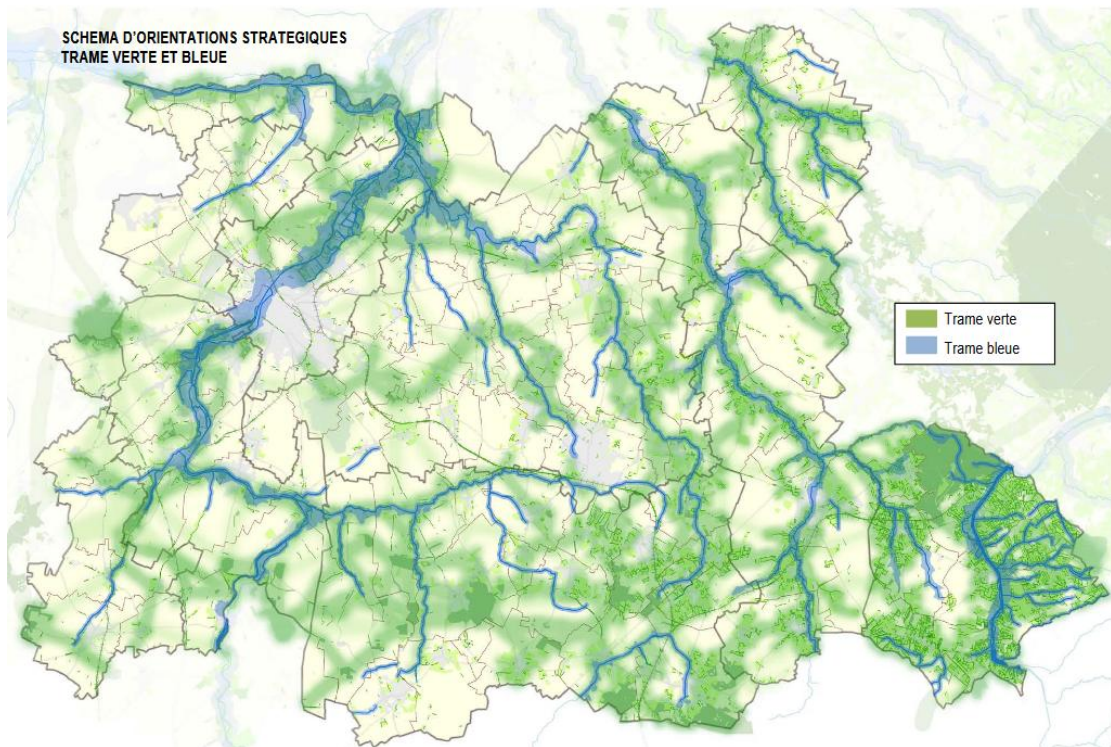 SCHEMA D'ORIENTATIONS STRATEGIQUES
TRAME VERTE ET BLEUE
Trame verte
Trame bleue